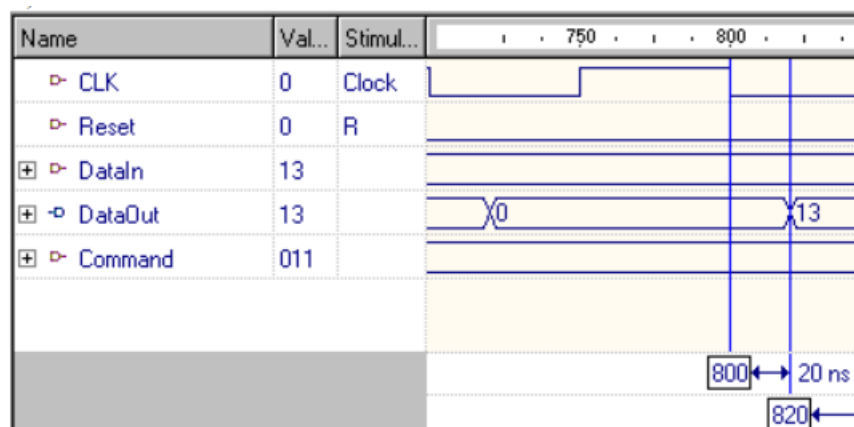 Name Val... Stimul... 750 800
CLK 0 Clock
Reset 0 R
DataIn 13
DataOut 13 0 13
Command 011
800 20 ns
820